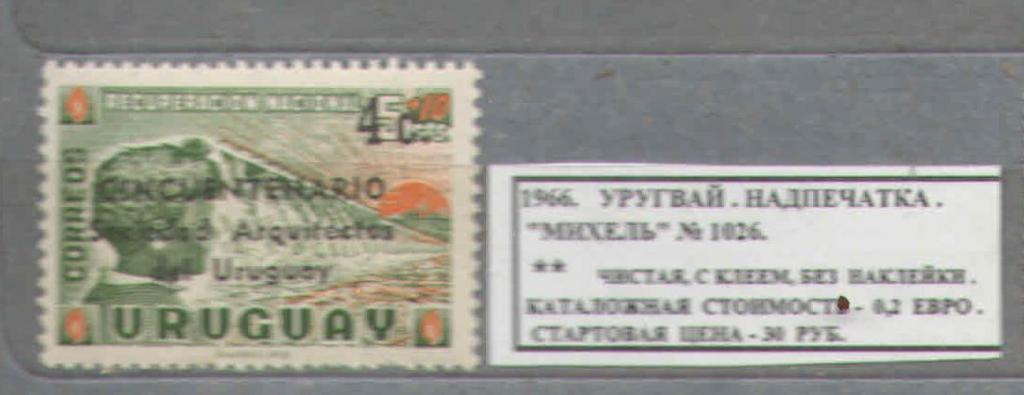 RECUPERACION NACIONAL
45 +10
Cents
CORREOS
CINCUENTENARIO
Sociedad Arquitectos
del Uruguay
URUGUAY
1966. УРУГВАЙ . НАДПЕЧАТКА .
"МИХЕЛЬ" № 1026.
** ЧИСТАЯ, С КЛЕЕМ, БЕЗ НАКЛЕЙКИ .
КАТАЛОЖНАЯ СТОИМОСТЬ - 0,2 ЕВРО .
СТАРТОВАЯ ЦЕНА - 30 РУБ.